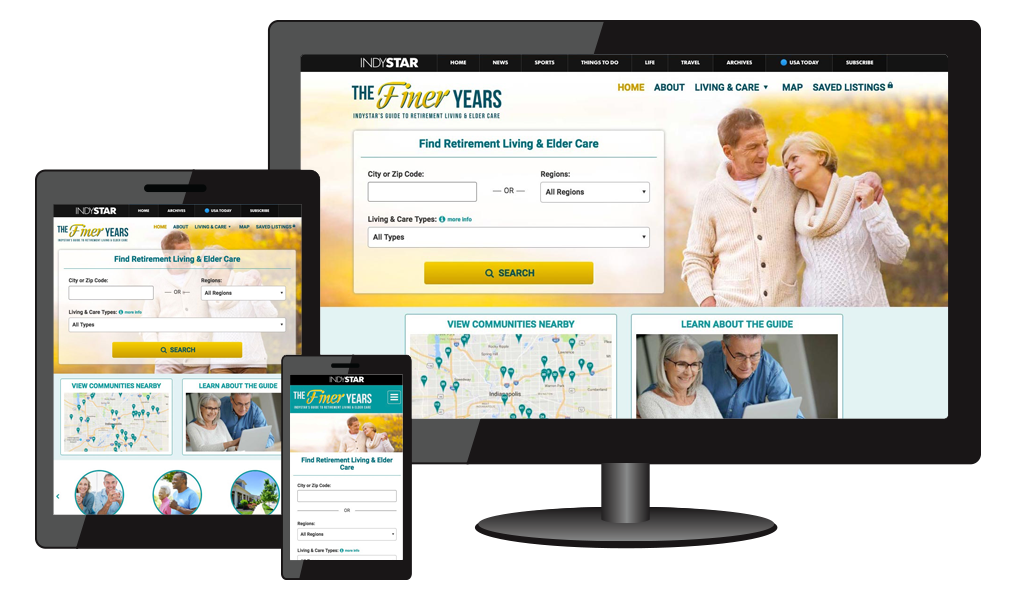 INDYSTAR HOME NEWS SPORTS THINGS TO DO LIFE TRAVEL ARCHIVES USA TODAY SUBSCRIBE
THE Finer YEARS
INDYSTAR'S GUIDE TO RETIREMENT LIVING & ELDER CARE
HOME ABOUT LIVING & CARE ▼ MAP SAVED LISTINGS
Find Retirement Living & Elder Care
City or Zip Code:
— OR —
Regions:
All Regions
Living & Care Types: more info
All Types
SEARCH
VIEW COMMUNITIES NEARBY
Indianapolis
LEARN ABOUT THE GUIDE
INDYSTAR HOME ARCHIVES USA TODAY SUBSCRIBE
THE Finer YEARS
INDYSTAR'S GUIDE TO RETIREMENT LIVING & ELDER CARE
HOME ABOUT LIVING & CARE ▼ MAP SAVED LISTINGS
Find Retirement Living & Elder Care
City or Zip Code:
— OR —
Regions:
All Regions
Living & Care Types: more info
All Types
SEARCH
VIEW COMMUNITIES NEARBY
LEARN ABOUT THE GUIDE
INDYSTAR
THE Finer YEARS
INDYSTAR'S GUIDE TO RETIREMENT LIVING & ELDER CARE
Find Retirement Living & Elder
Care
City or Zip Code:
OR
Regions:
All Regions
Living & Care Types: more info